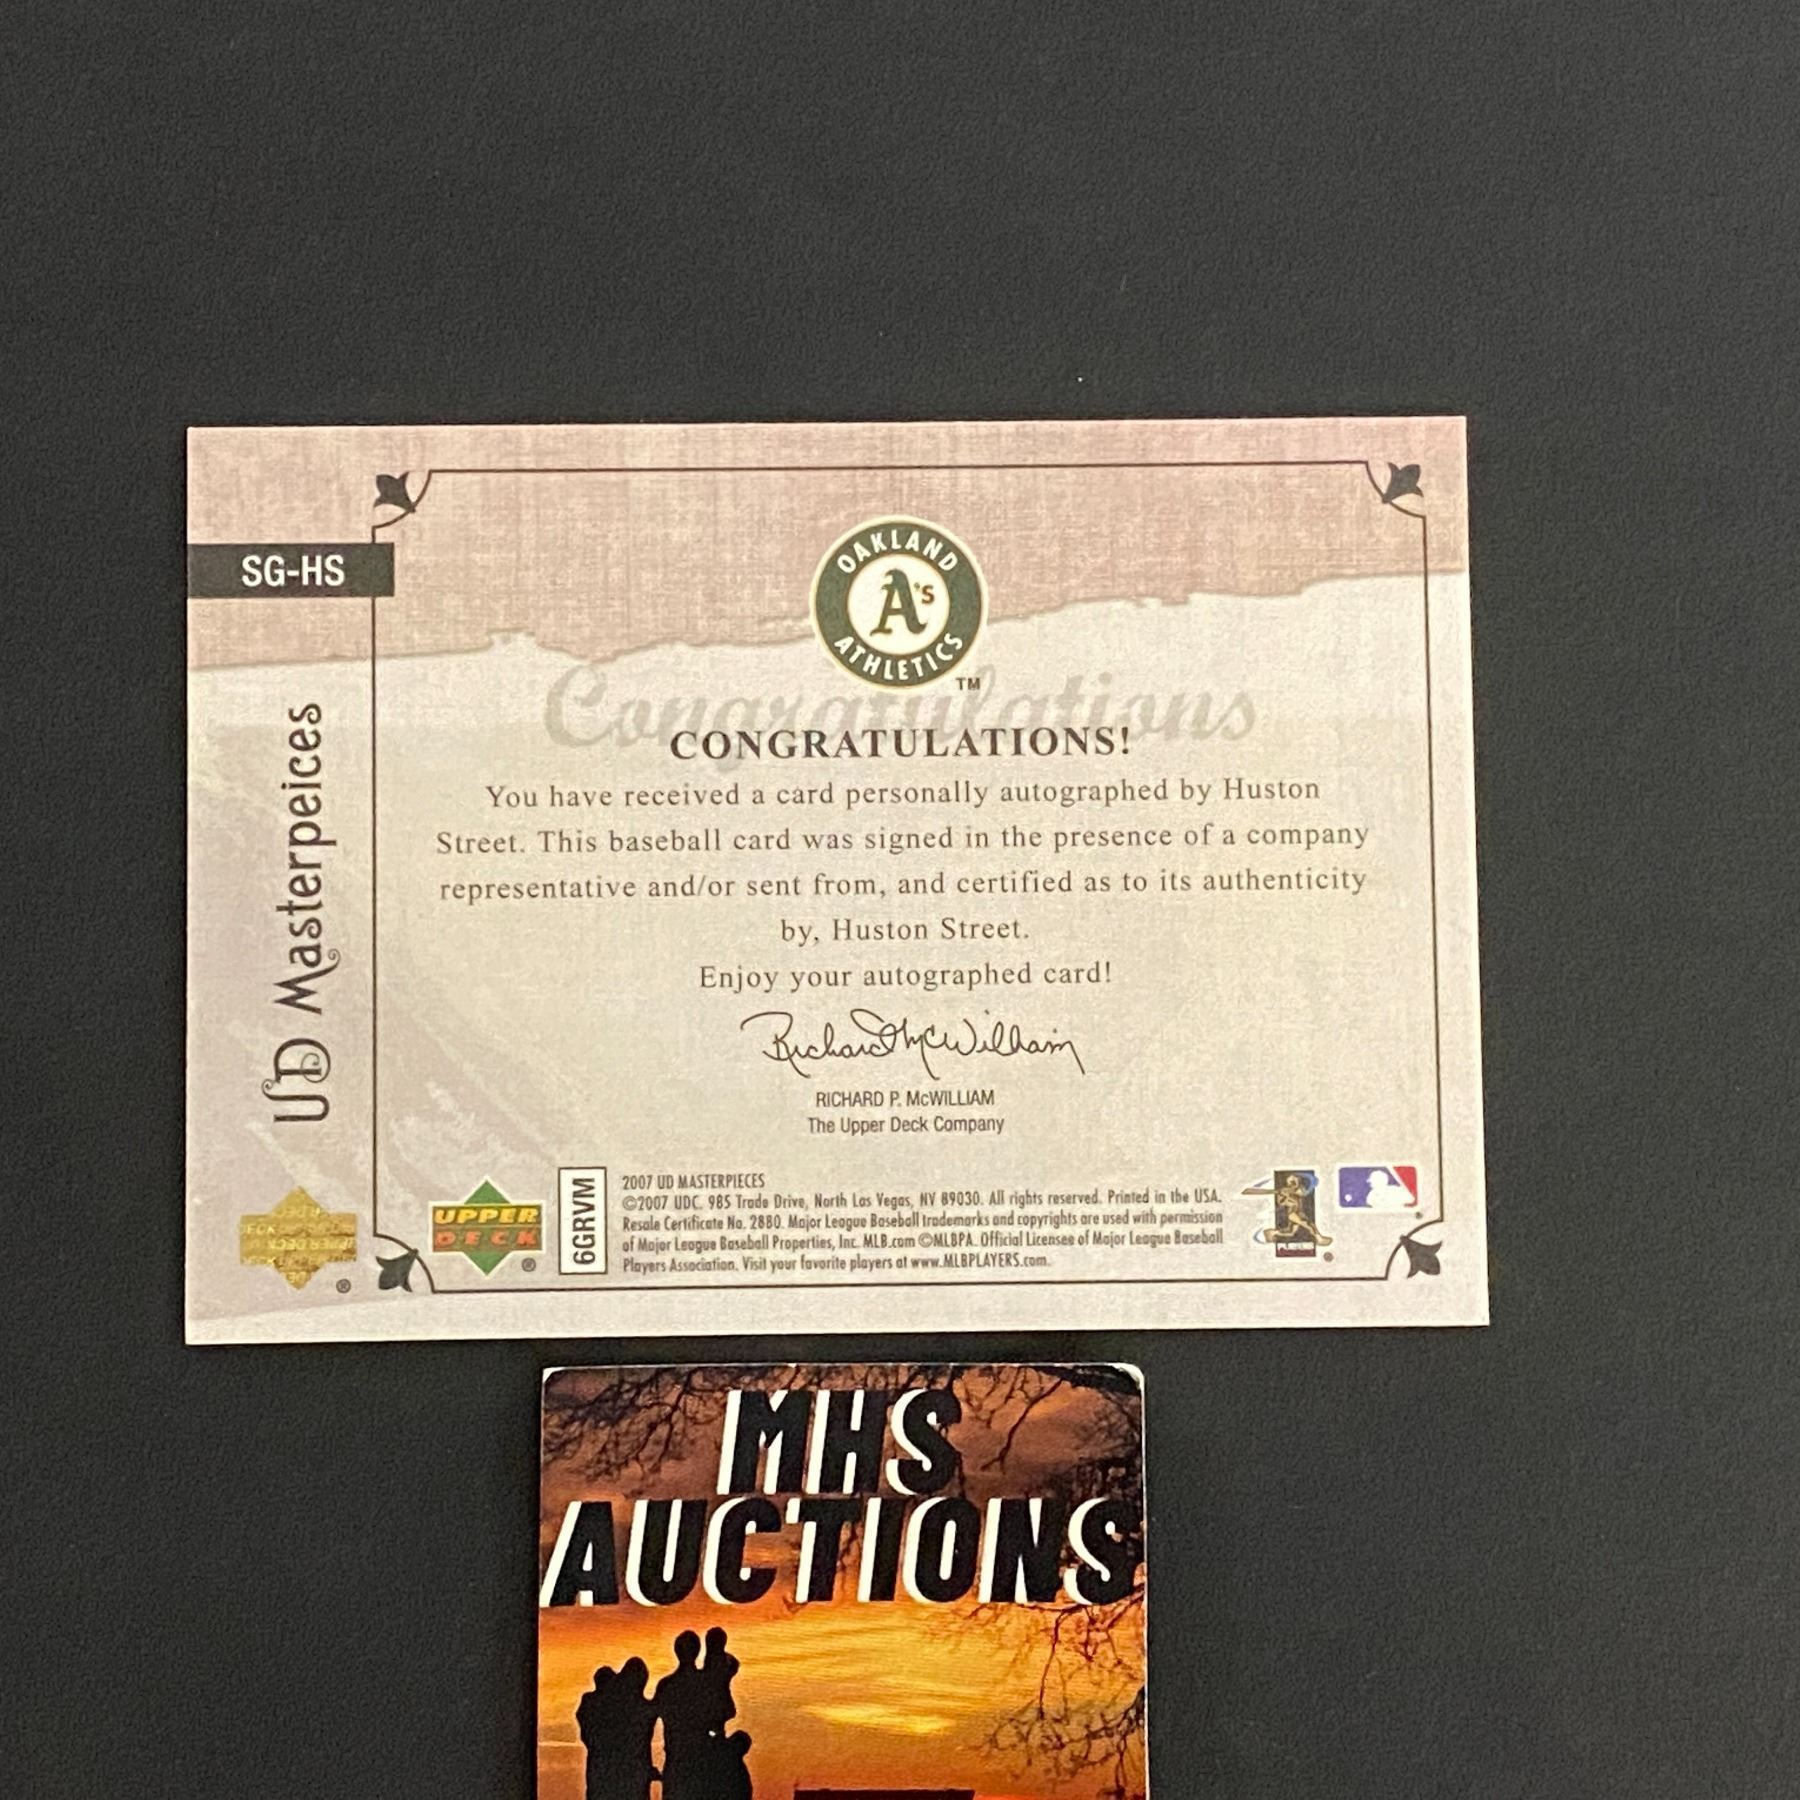 SG-HS
OAKLAND
A's
ATHLETICS
TM
Congratulations
CONGRATULATIONS!
You have received a card personally autographed by Huston
Street. This baseball card was signed in the presence of a company
representative and/or sent from, and certified as to its authenticity
by, Huston Street.
Enjoy your autographed card!
Richard McWilliam
RICHARD P. McWILLIAM
The Upper Deck Company
UD Masterpeices
®
UPPER
DECK
®
6GRVM
2007 UD MASTERPIECES
©2007 UDC. 985 Trade Drive, North Las Vegas, NV 89030. All rights reserved. Printed in the USA.
Resale Certificate No. 2880. Major League Baseball trademarks and copyrights are used with permission
of Major League Baseball Properties, Inc. MLB.com ©MLBPA. Official Licensee of Major League Baseball
Players Association. Visit your favorite players at www.MLBPLAYERS.com.
PLAYERS
®
MHS
AUCTIONS